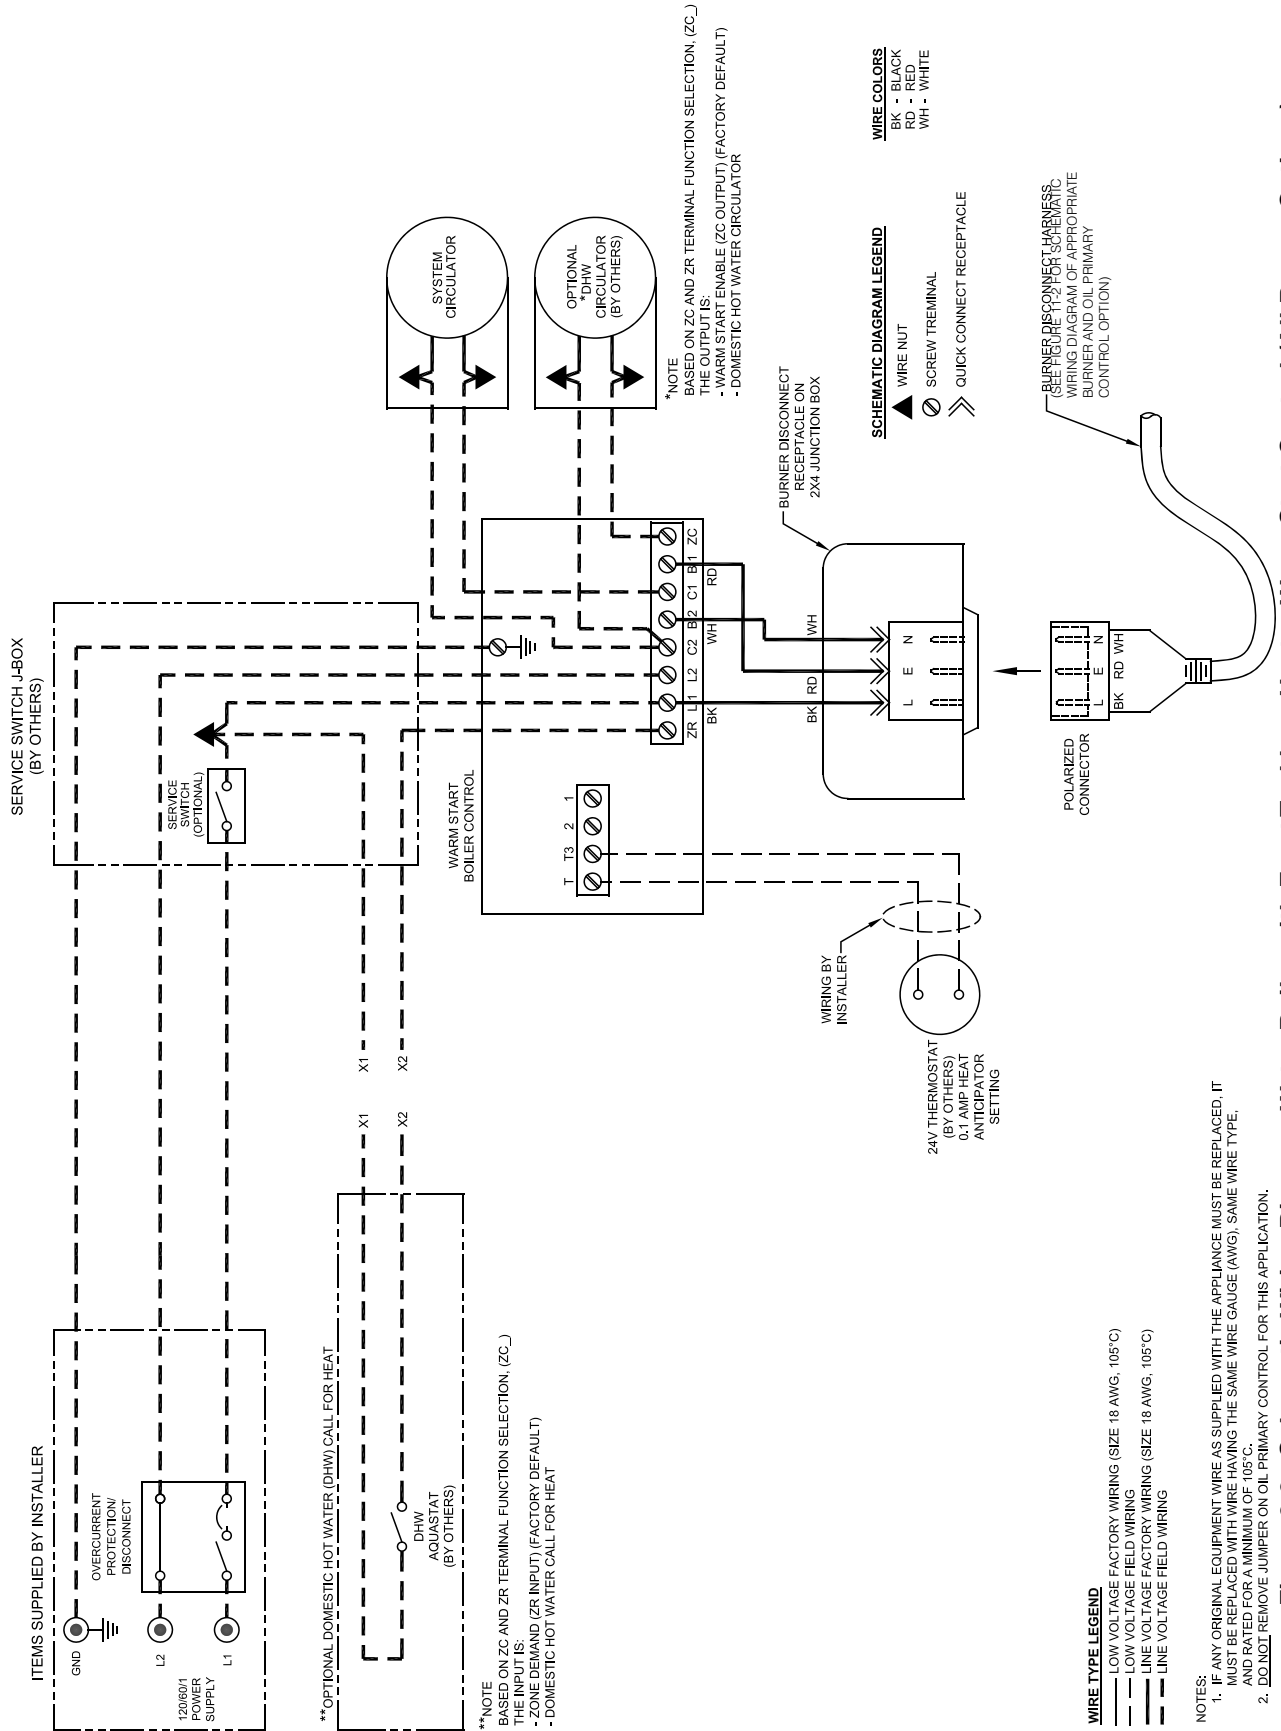 ITEMS SUPPLIED BY INSTALLER
GND
L2
L1
120/60/1
POWER
SUPPLY
OVERCURRENT
PROTECTION/
DISCONNECT
SERVICE SWITCH J-BOX
(BY OTHERS)
SERVICE
SWITCH
(OPTIONAL)
**OPTIONAL DOMESTIC HOT WATER (DHW) CALL FOR HEAT
DHW
AQUASTAT
(BY OTHERS)
X1
X1
X2
X2
**NOTE
BASED ON ZC AND ZR TERMINAL FUNCTION SELECTION, (ZC_)
THE INPUT IS:
- ZONE DEMAND (ZR INPUT) (FACTORY DEFAULT)
- DOMESTIC HOT WATER CALL FOR HEAT
SYSTEM
CIRCULATOR
OPTIONAL
*DHW
CIRCULATOR
(BY OTHERS)
*NOTE
BASED ON ZC AND ZR TERMINAL FUNCTION SELECTION, (ZC_)
THE OUTPUT IS:
- WARM START ENABLE (ZC OUTPUT) (FACTORY DEFAULT)
- DOMESTIC HOT WATER CIRCULATOR
WARM START
BOILER CONTROL
T T3 2 1
ZR L1 L2 C2 B2 C1 B1 ZC
BK WH RD
BK RD WH
L E N
BURNER DISCONNECT
RECEPTACLE ON
2X4 JUNCTION BOX
WIRING BY
INSTALLER
24V THERMOSTAT
(BY OTHERS)
0.1 AMP HEAT
ANTICIPATOR
SETTING
POLARIZED
CONNECTOR
L E N
BK RD WH
BURNER DISCONNECT HARNESS
(SEE FIGURE 11-2 FOR SCHEMATIC
WIRING DIAGRAM OF APPROPRIATE
BURNER AND OIL PRIMARY
CONTROL OPTION)
SCHEMATIC DIAGRAM LEGEND
WIRE NUT
SCREW TREMINAL
QUICK CONNECT RECEPTACLE
WIRE COLORS
BK - BLACK
RD - RED
WH - WHITE
WIRE TYPE LEGEND
LOW VOLTAGE FACTORY WIRING (SIZE 18 AWG, 105°C)
LOW VOLTAGE FIELD WIRING
LINE VOLTAGE FACTORY WIRING (SIZE 18 AWG, 105°C)
LINE VOLTAGE FIELD WIRING
NOTES:
1. IF ANY ORIGINAL EQUIPMENT WIRE AS SUPPLIED WITH THE APPLIANCE MUST BE REPLACED, IT
MUST BE REPLACED WITH WIRE HAVING THE SAME WIRE GAUGE (AWG), SAME WIRE TYPE,
AND RATED FOR A MINIMUM OF 105°C.
2. DO NOT REMOVE JUMPER ON OIL PRIMARY CONTROL FOR THIS APPLICATION.